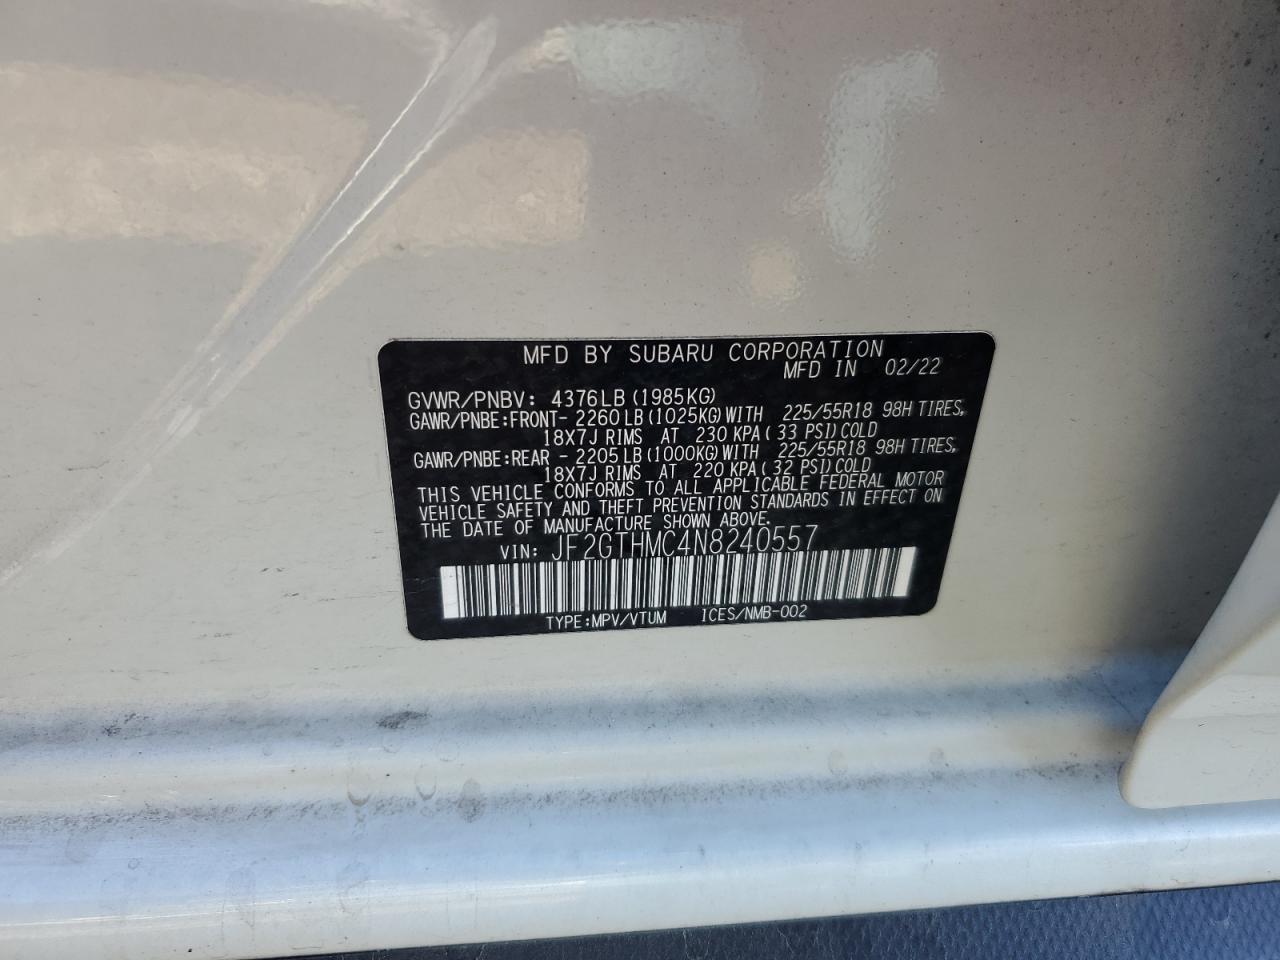 MFD BY SUBARU CORPORATION
MFD IN 02/22
GVWR/PNBV: 4376LB(1985KG)
GAWR/PNBE:FRONT- 2260LB(1025KG)WITH 225/55R18 98H TIRES,
18X7J RIMS AT 230 KPA( 33 PSI)COLD
GAWR/PNBE:REAR - 2205LB(1000KG)WITH 225/55R18 98H TIRES,
18X7J RIMS AT 220 KPA( 32 PSI)COLD
THIS VEHICLE CONFORMS TO ALL APPLICABLE FEDERAL MOTOR
VEHICLE SAFETY AND THEFT PREVENTION STANDARDS IN EFFECT ON
THE DATE OF MANUFACTURE SHOWN ABOVE.
VIN: JF2GTHMC4N8240557
TYPE:MPV/VTUM ICES/NMB-002